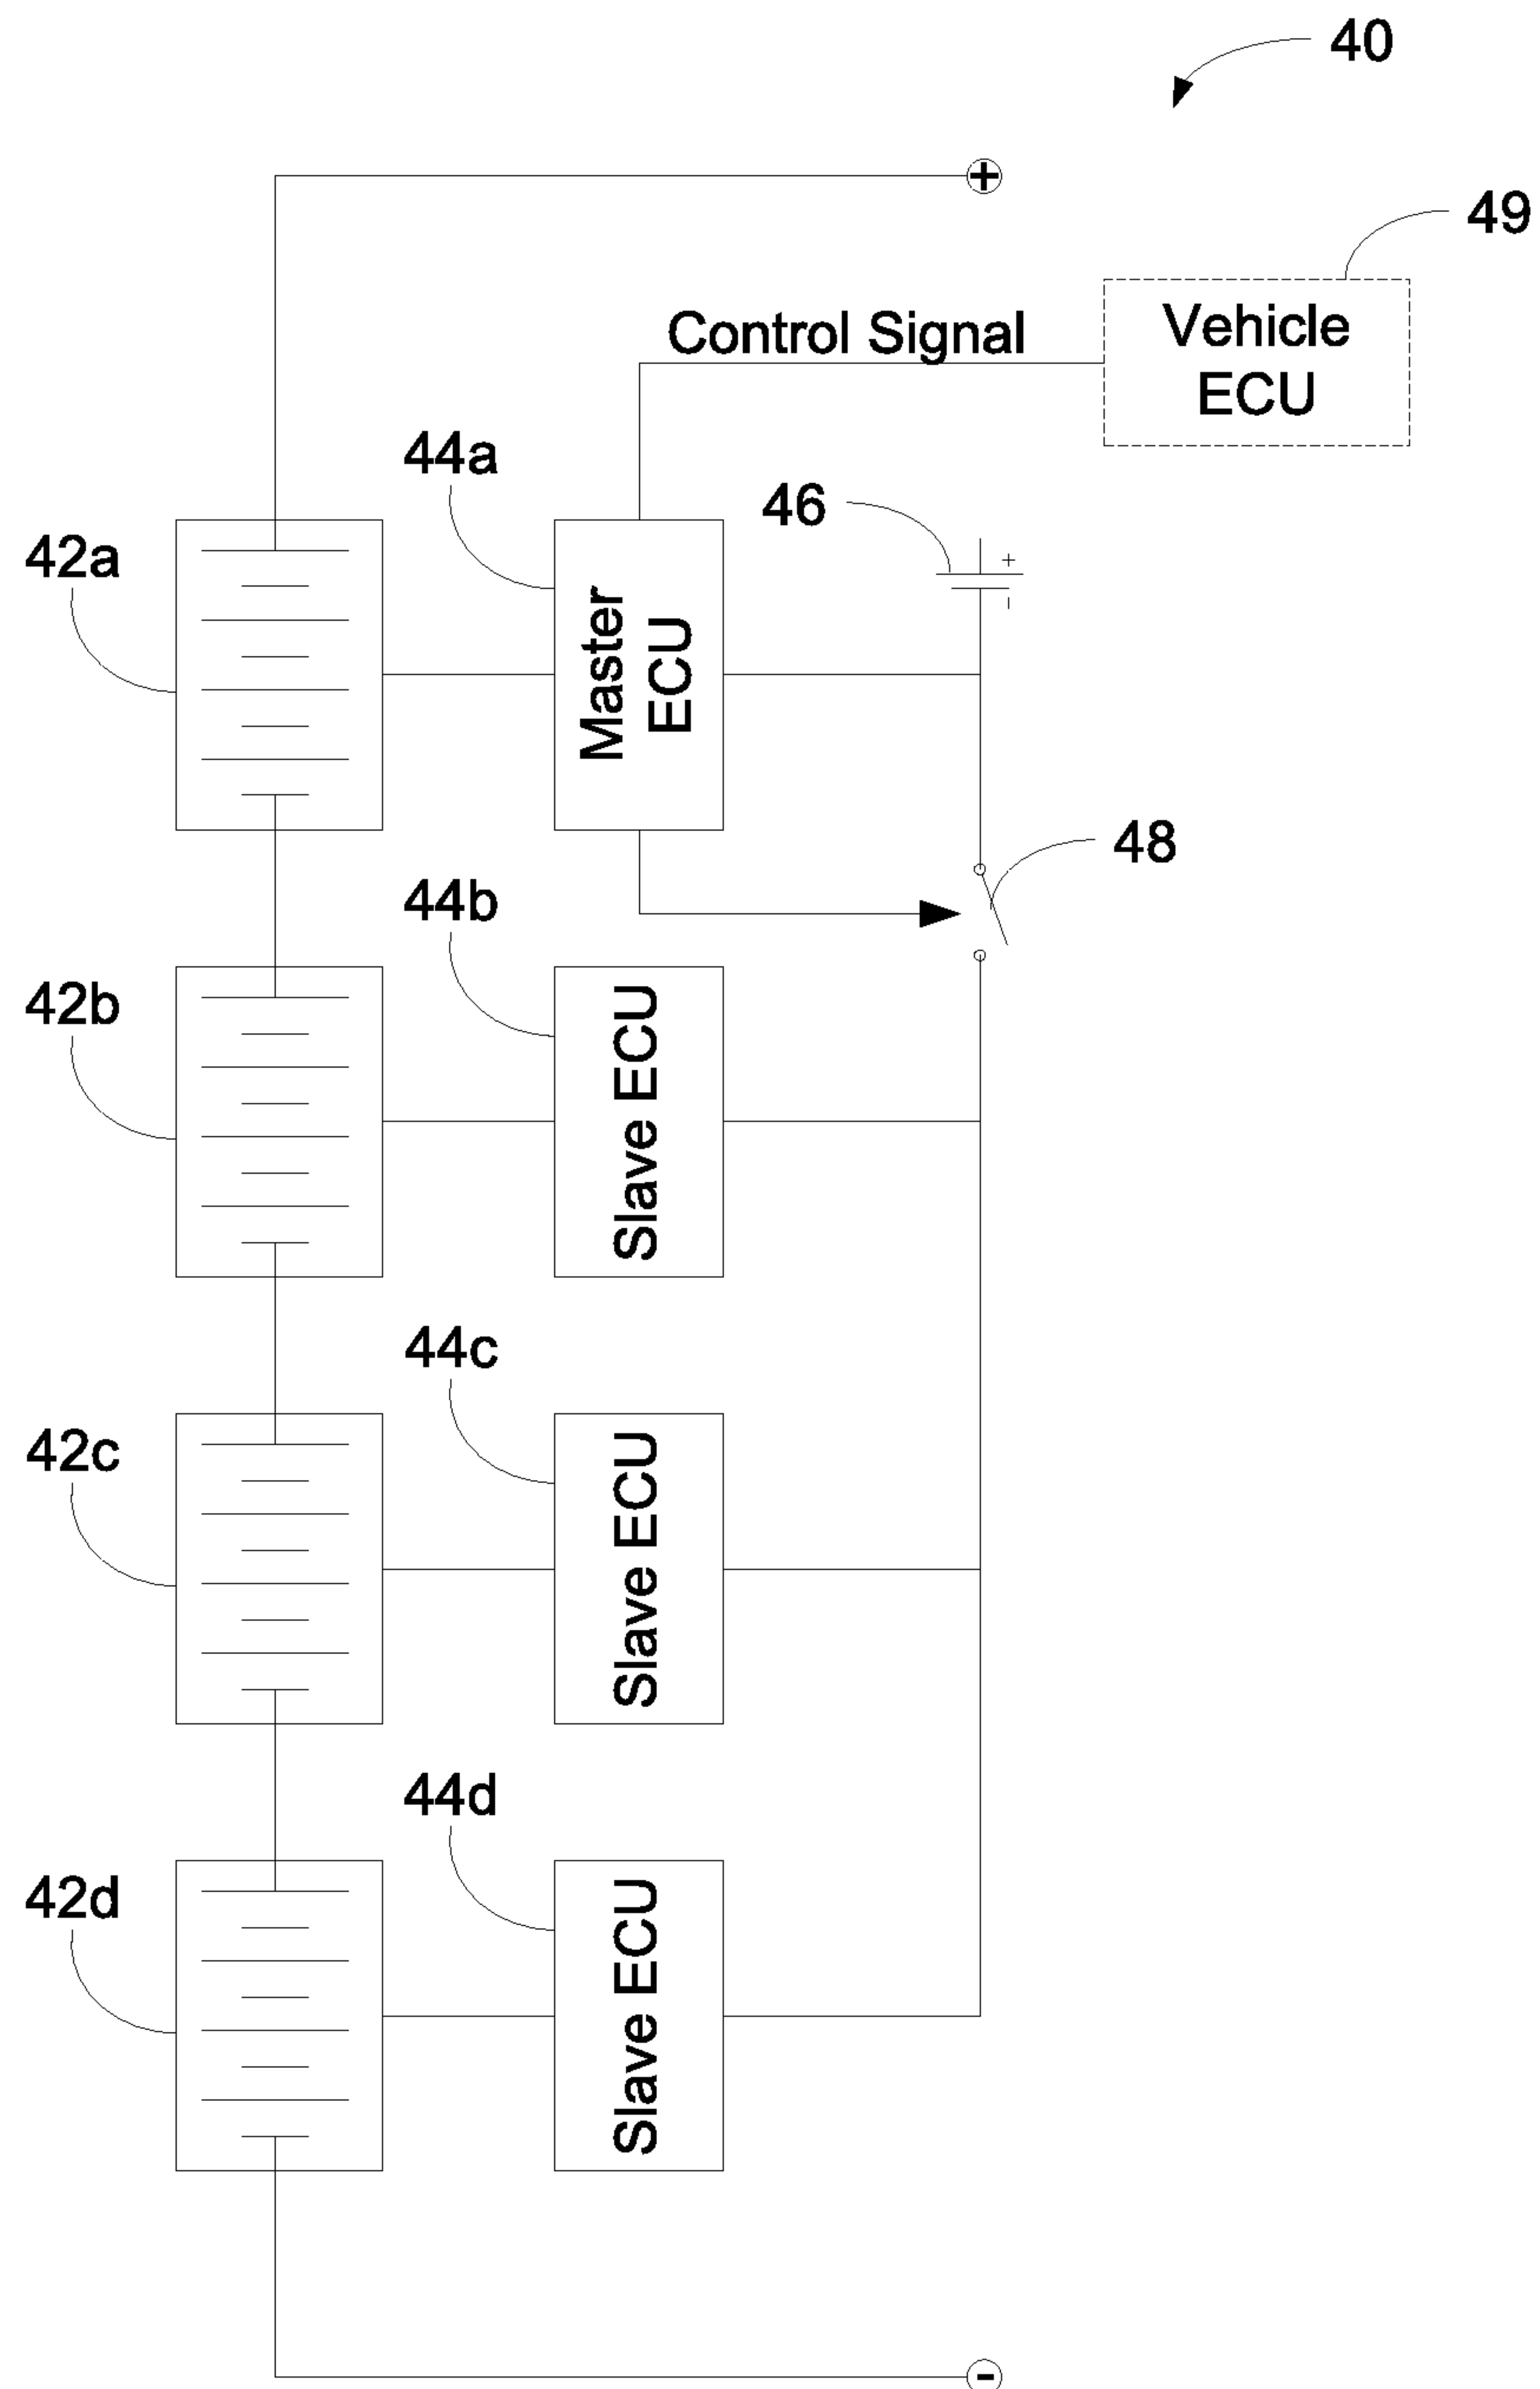 40
+
49
Control Signal
Vehicle
ECU
44a
46
42a
+
-
Master
ECU
48
44b
42b
Slave ECU
44c
42c
Slave ECU
44d
42d
Slave ECU
-